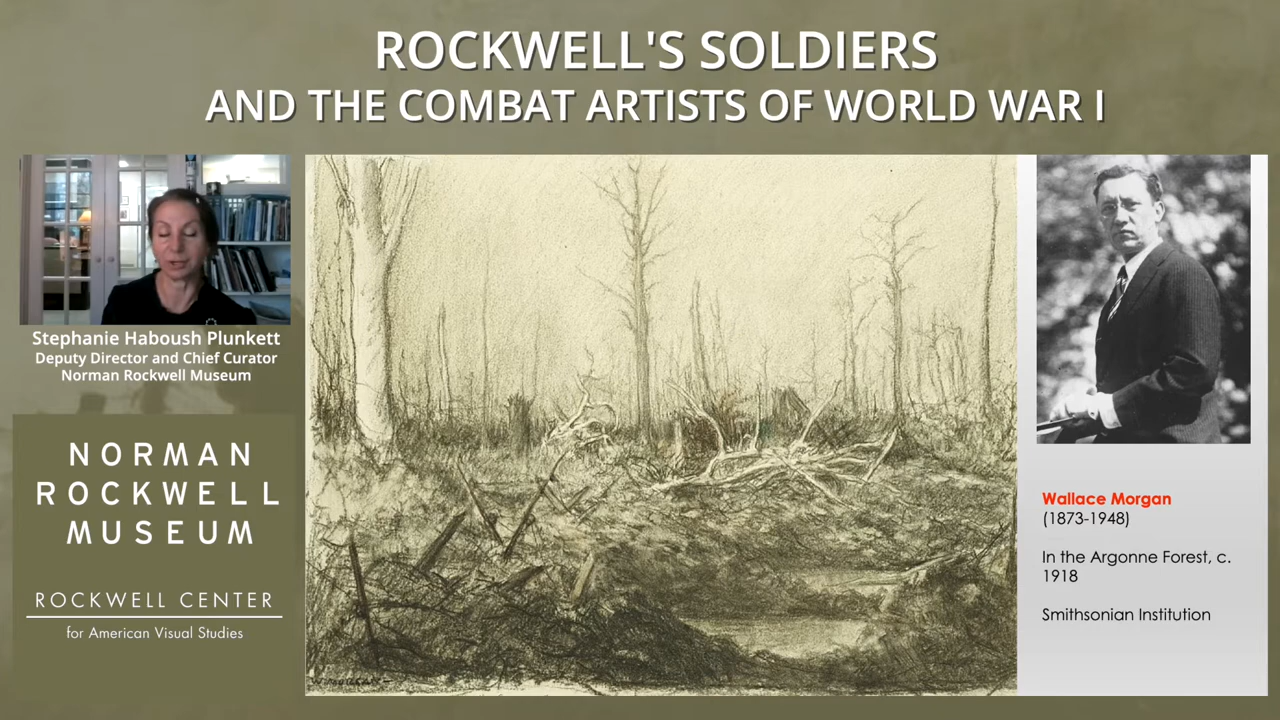 ROCKWELL'S SOLDIERS
AND THE COMBAT ARTISTS OF WORLD WAR I
Stephanie Haboush Plunkett
Deputy Director and Chief Curator
Norman Rockwell Museum
NORMAN
ROCKWELL
MUSEUM
ROCKWELL CENTER
for American Visual Studies
W. MORGAN
Wallace Morgan
(1873-1948)
In the Argonne Forest, c.
1918
Smithsonian Institution